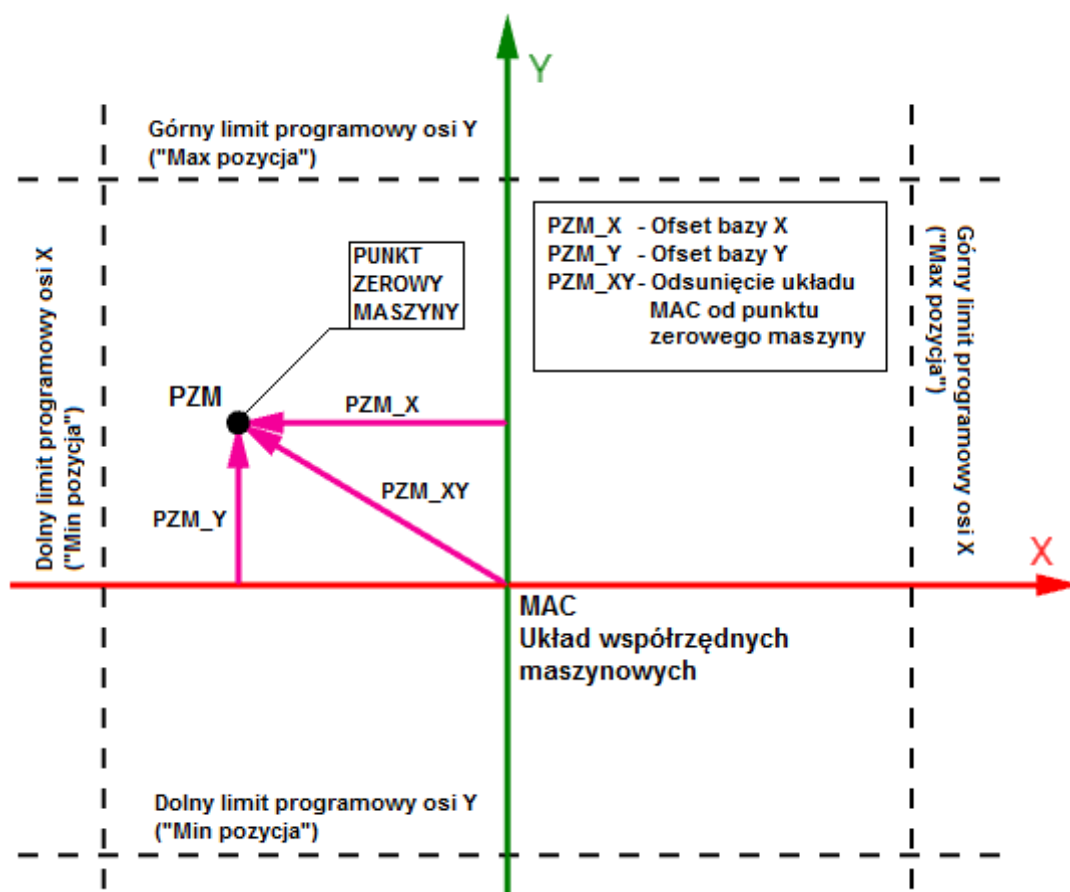 Y
Górny limit programowy osi Y
("Max pozycja")
PZM_X - Ofset bazy X
PZM_Y - Ofset bazy Y
PZM_XY- Odsunięcie układu
MAC od punktu
zerowego maszyny
Górny limit programowy osi X
("Max pozycja")
Dolny limit programowy osi X
("Min pozycja")
PUNKT
ZEROWY
MASZYNY
PZM
PZM_X
PZM_XY
PZM_Y
X
MAC
Układ współrzędnych
maszynowych
Dolny limit programowy osi Y
("Min pozycja")